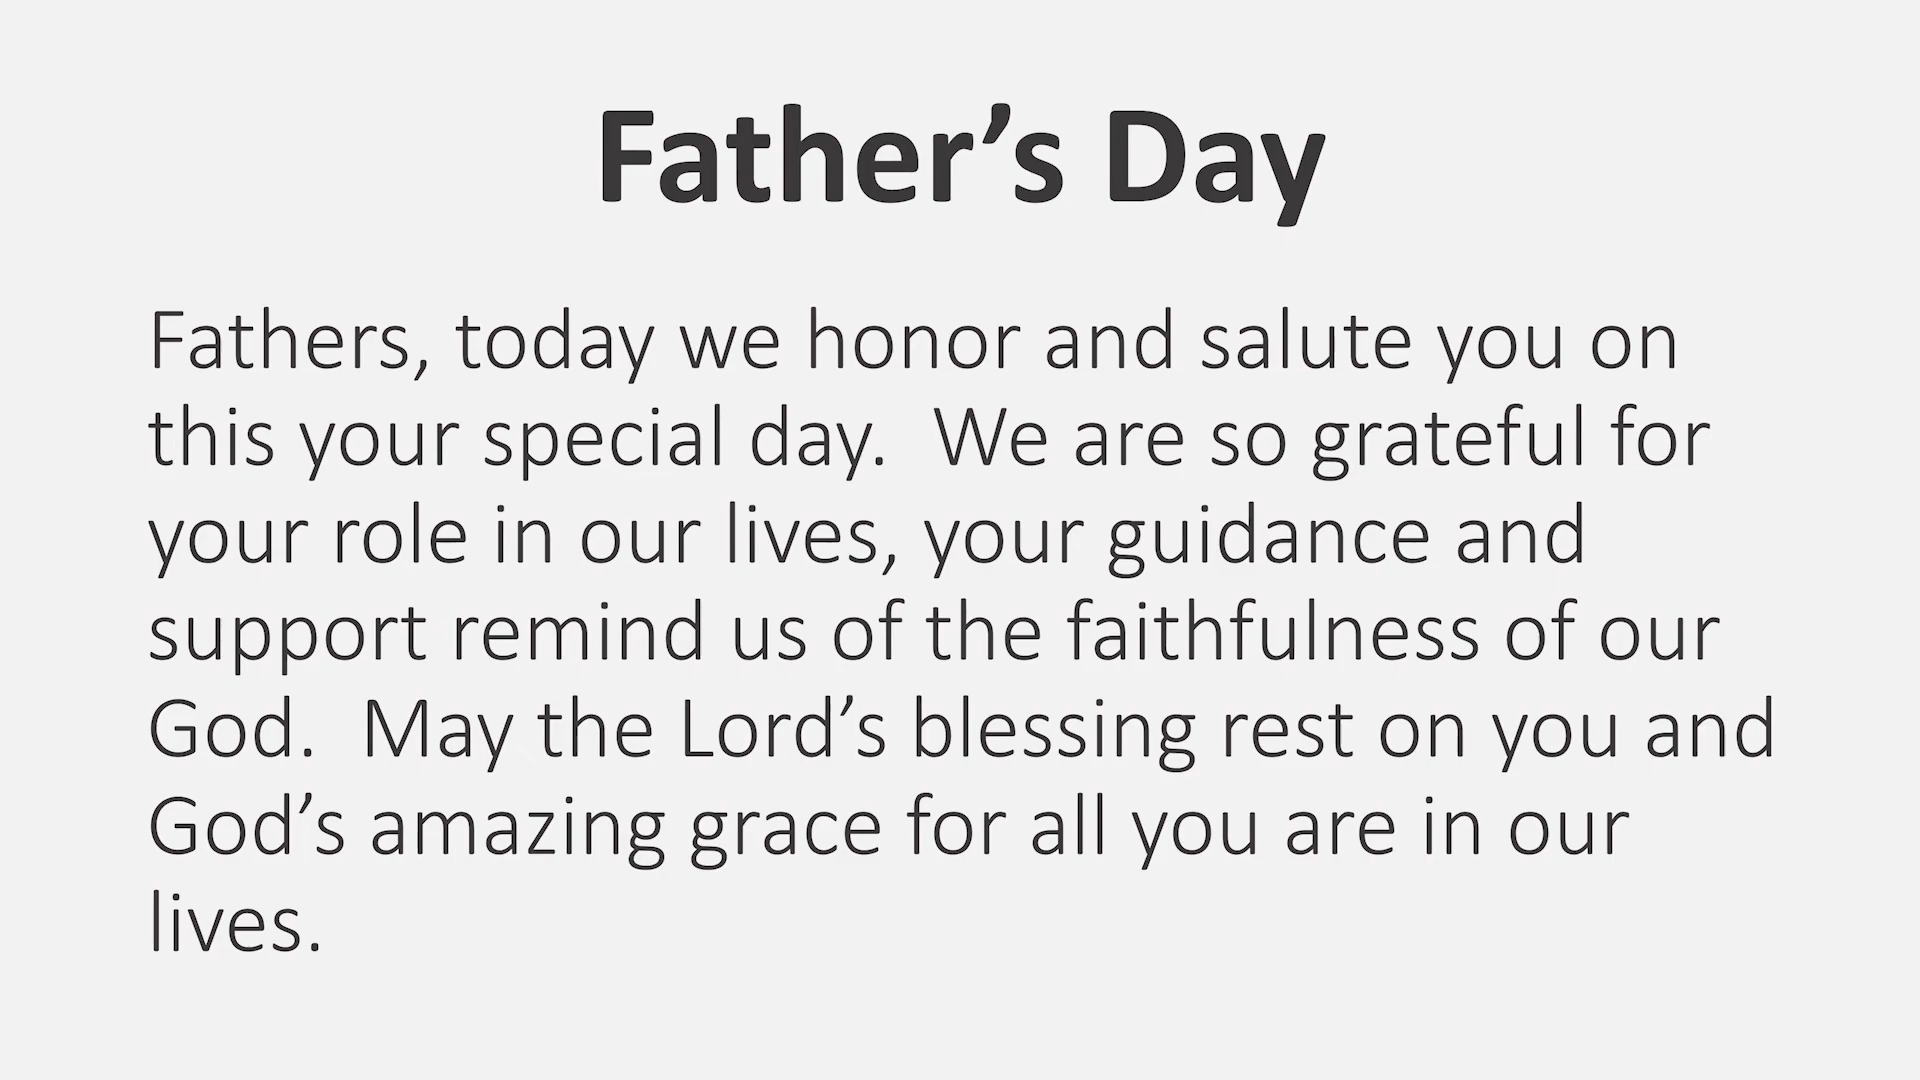 Father’s Day
Fathers, today we honor and salute you on
this your special day.  We are so grateful for
your role in our lives, your guidance and
support remind us of the faithfulness of our
God.  May the Lord’s blessing rest on you and
God’s amazing grace for all you are in our
lives.